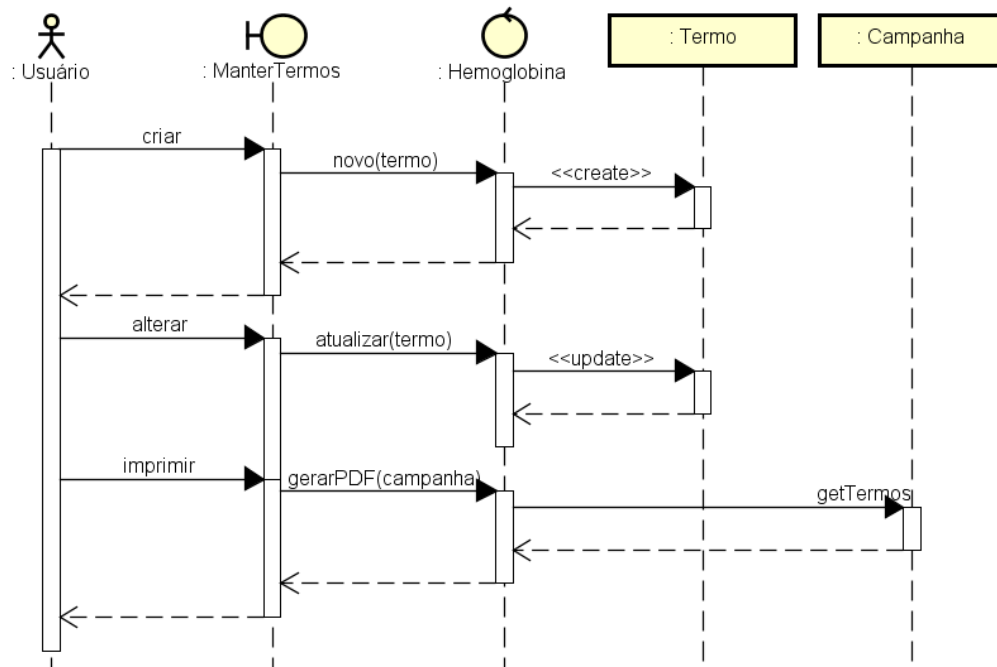 : Usuário
: ManterTermos
: Hemoglobina
: Termo
: Campanha
criar
novo(termo)
<<create>>
alterar
atualizar(termo)
<<update>>
imprimir
gerarPDF(campanha)
getTermos